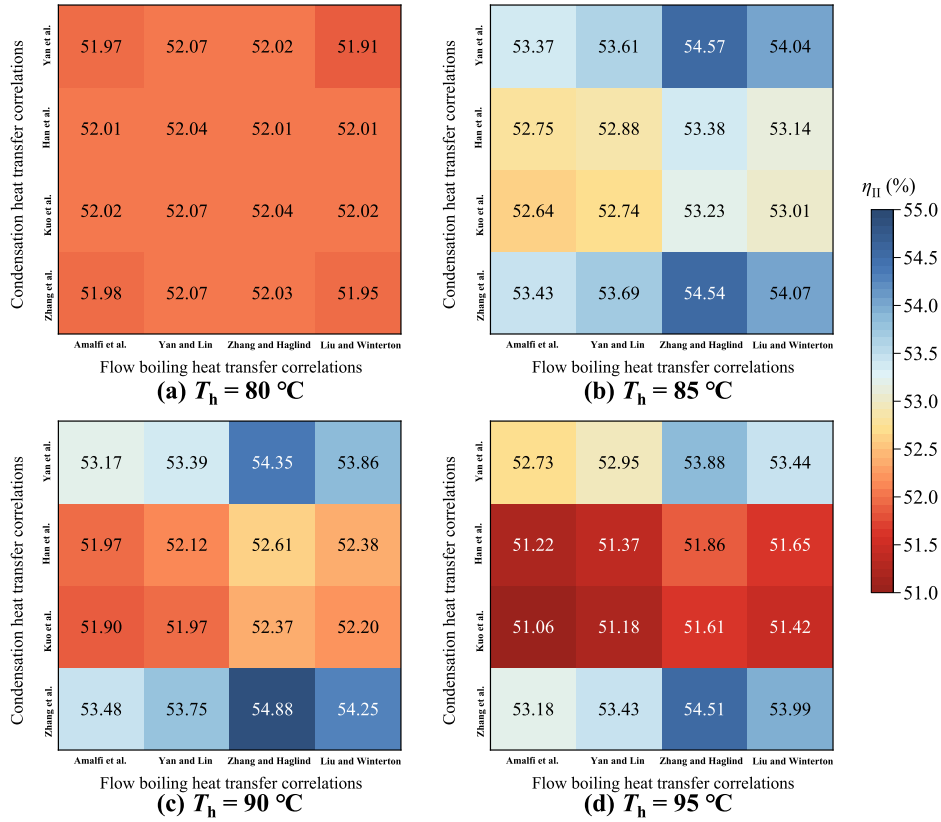 Condensation heat transfer correlations
Yan et al.
51.97 52.07 52.02 51.91
Han et al.
52.01 52.04 52.01 52.01
Kuo et al.
52.02 52.07 52.04 52.02
Zhang et al.
51.98 52.07 52.03 51.95
Amalfi et al. Yan and Lin Zhang and Haglind Liu and Winterton
Flow boiling heat transfer correlations
(a) Th = 80 °C
Condensation heat transfer correlations
Yan et al.
53.37 53.61 54.57 54.04
Han et al.
52.75 52.88 53.38 53.14
Kuo et al.
52.64 52.74 53.23 53.01
Zhang et al.
53.43 53.69 54.54 54.07
Amalfi et al. Yan and Lin Zhang and Haglind Liu and Winterton
Flow boiling heat transfer correlations
(b) Th = 85 °C
Condensation heat transfer correlations
Yan et al.
53.17 53.39 54.35 53.86
Han et al.
51.97 52.12 52.61 52.38
Kuo et al.
51.90 51.97 52.37 52.20
Zhang et al.
53.48 53.75 54.88 54.25
Amalfi et al. Yan and Lin Zhang and Haglind Liu and Winterton
Flow boiling heat transfer correlations
(c) Th = 90 °C
Condensation heat transfer correlations
Yan et al.
52.73 52.95 53.88 53.44
Han et al.
51.22 51.37 51.86 51.65
Kuo et al.
51.06 51.18 51.61 51.42
Zhang et al.
53.18 53.43 54.51 53.99
Amalfi et al. Yan and Lin Zhang and Haglind Liu and Winterton
Flow boiling heat transfer correlations
(d) Th = 95 °C
ηII (%)
55.0
54.5
54.0
53.5
53.0
52.5
52.0
51.5
51.0